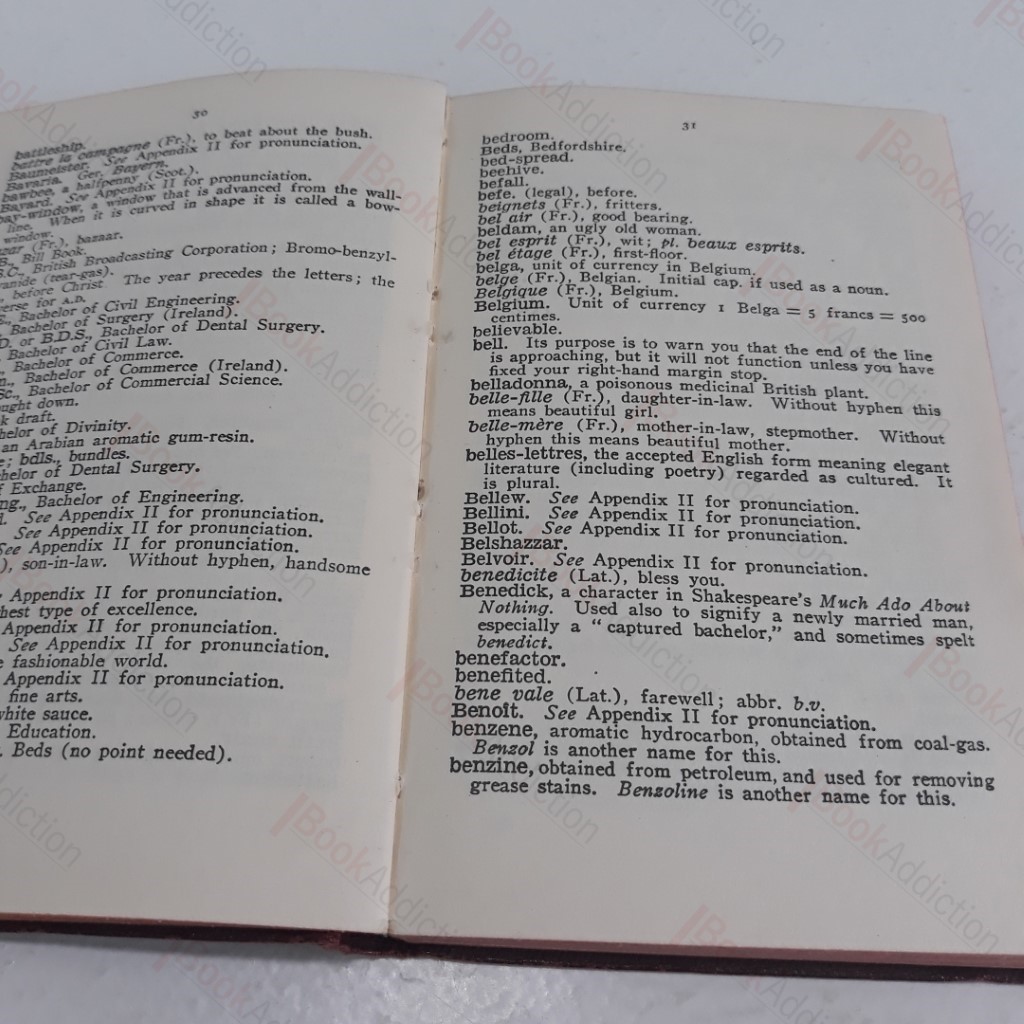 30
battleship.
battre la campagne (Fr.), to beat about the bush.
Baumeister. See Appendix II for pronunciation.
Bavaria. Ger. Bayern.
bawbee, a halfpenny (Scot.).
Bayard. See Appendix II for pronunciation.
bay-window, a window that is advanced from the wall-
line. When it is curved in shape it is called a bow-
window.
(Fr.), bazaar.
Bill Book.
British Broadcasting Corporation; Bromo-benzyl-
(tear-gas).
before Christ. The year precedes the letters; the
for A.D.
Bachelor of Civil Engineering.
Bachelor of Surgery (Ireland).
or B.D.S., Bachelor of Dental Surgery.
Bachelor of Civil Law.
Bachelor of Commerce.
Bachelor of Commerce (Ireland).
Bachelor of Commercial Science.
down.
draft.
of Divinity.
an Arabian aromatic gum-resin.
; bdls., bundles.
of Dental Surgery.
Exchange.
Bachelor of Engineering.
See Appendix II for pronunciation.
See Appendix II for pronunciation.
See Appendix II for pronunciation.
), son-in-law. Without hyphen, handsome
Appendix II for pronunciation.
type of excellence.
Appendix II for pronunciation.
See Appendix II for pronunciation.
fashionable world.
Appendix II for pronunciation.
fine arts.
white sauce.
Education.
Beds (no point needed).
31
bedroom.
Beds, Bedfordshire.
bed-spread.
beehive.
befall.
befe. (legal), before.
beignets (Fr.), fritters.
bel air (Fr.), good bearing.
beldam, an ugly old woman.
bel esprit (Fr.), wit; pl. beaux esprits.
bel étage (Fr.), first-floor.
belga, unit of currency in Belgium.
belge (Fr.), Belgian. Initial cap. if used as a noun.
Belgique (Fr.), Belgium.
Belgium. Unit of currency 1 Belga = 5 francs = 500
centimes.
believable.
bell. Its purpose is to warn you that the end of the line
is approaching, but it will not function unless you have
fixed your right-hand margin stop.
belladonna, a poisonous medicinal British plant.
belle-fille (Fr.), daughter-in-law. Without hyphen this
means beautiful girl.
belle-mère (Fr.), mother-in-law, stepmother. Without
hyphen this means beautiful mother.
belles-lettres, the accepted English form meaning elegant
literature (including poetry) regarded as cultured. It
is plural.
Bellew. See Appendix II for pronunciation.
Bellini. See Appendix II for pronunciation.
Bellot. See Appendix II for pronunciation.
Belshazzar.
Belvoir. See Appendix II for pronunciation.
benedicite (Lat.), bless you.
Benedick, a character in Shakespeare's Much Ado About
Nothing. Used also to signify a newly married man,
especially a "captured bachelor," and sometimes spelt
benedict.
benefactor.
benefited.
bene vale (Lat.), farewell; abbr. b.v.
Benoît. See Appendix II for pronunciation.
benzene, aromatic hydrocarbon, obtained from coal-gas.
Benzol is another name for this.
benzine, obtained from petroleum, and used for removing
grease stains. Benzoline is another name for this.
BookAddiction